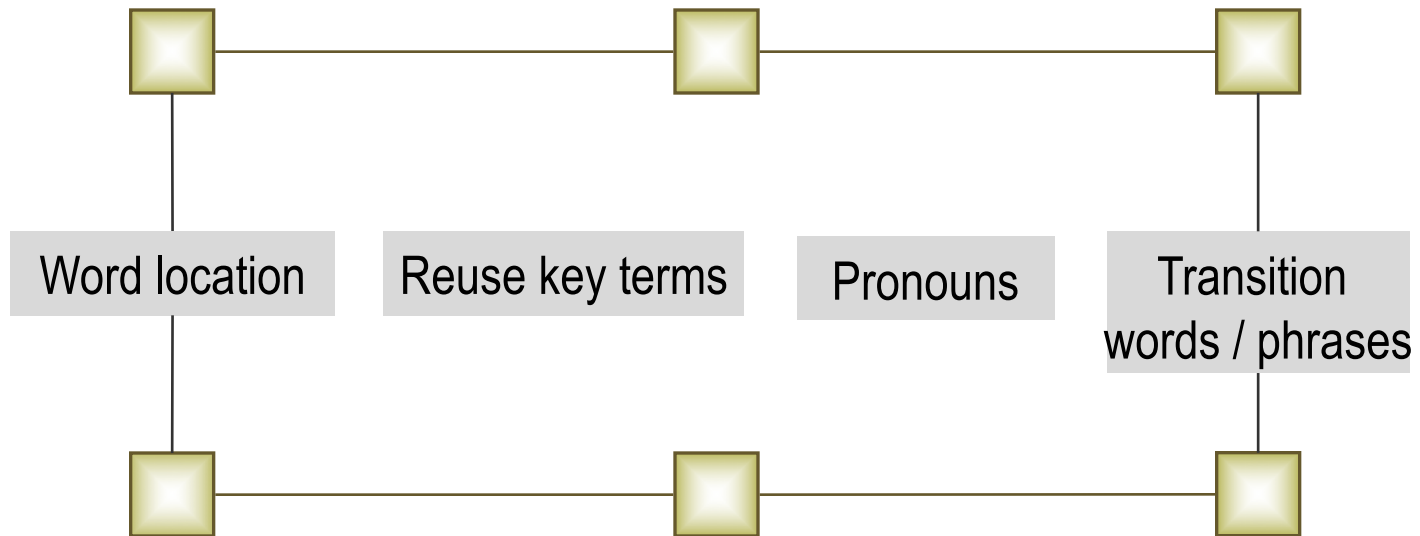 Word location
Reuse key terms
Pronouns
Transition
words / phrases